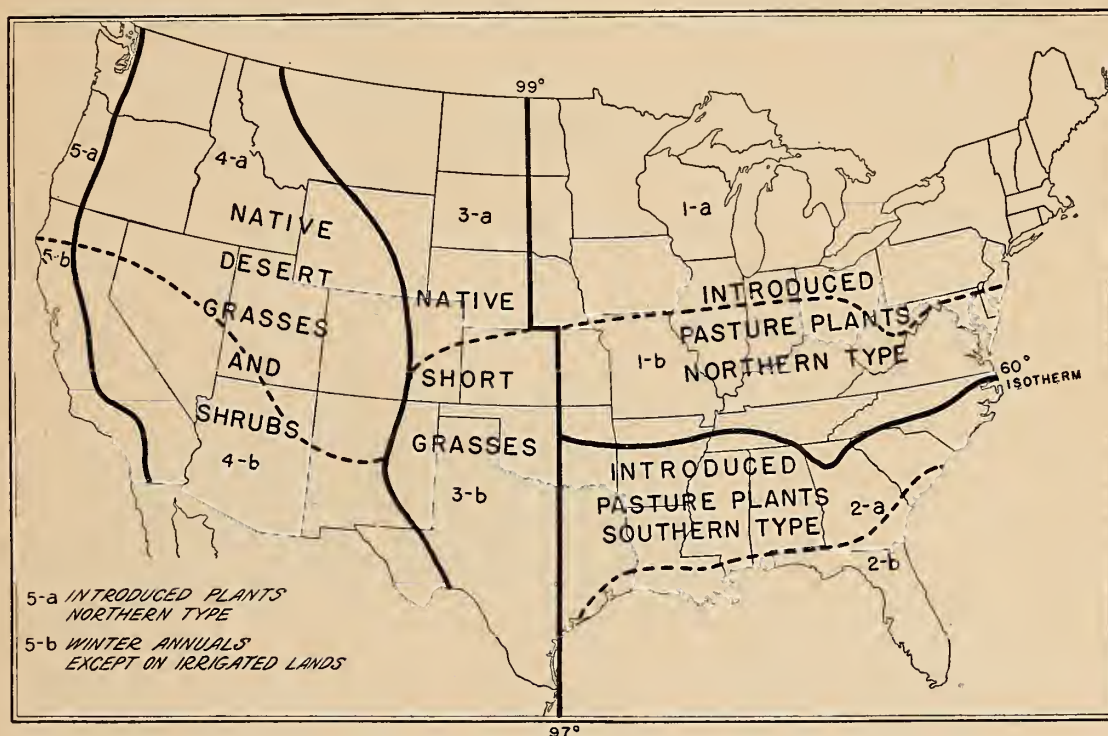 99°
5-a
4-a
NATIVE
DESERT
GRASSES
AND
SHRUBS
4-b
5-b
3-a
NATIVE
SHORT
GRASSES
3-b
1-a
INTRODUCED
PASTURE PLANTS
NORTHERN TYPE
1-b
60°
ISOTHERM
INTRODUCED
PASTURE PLANTS
SOUTHERN TYPE
2-a
2-b
5-a INTRODUCED PLANTS
NORTHERN TYPE
5-b WINTER ANNUALS
EXCEPT ON IRRIGATED LANDS
97°